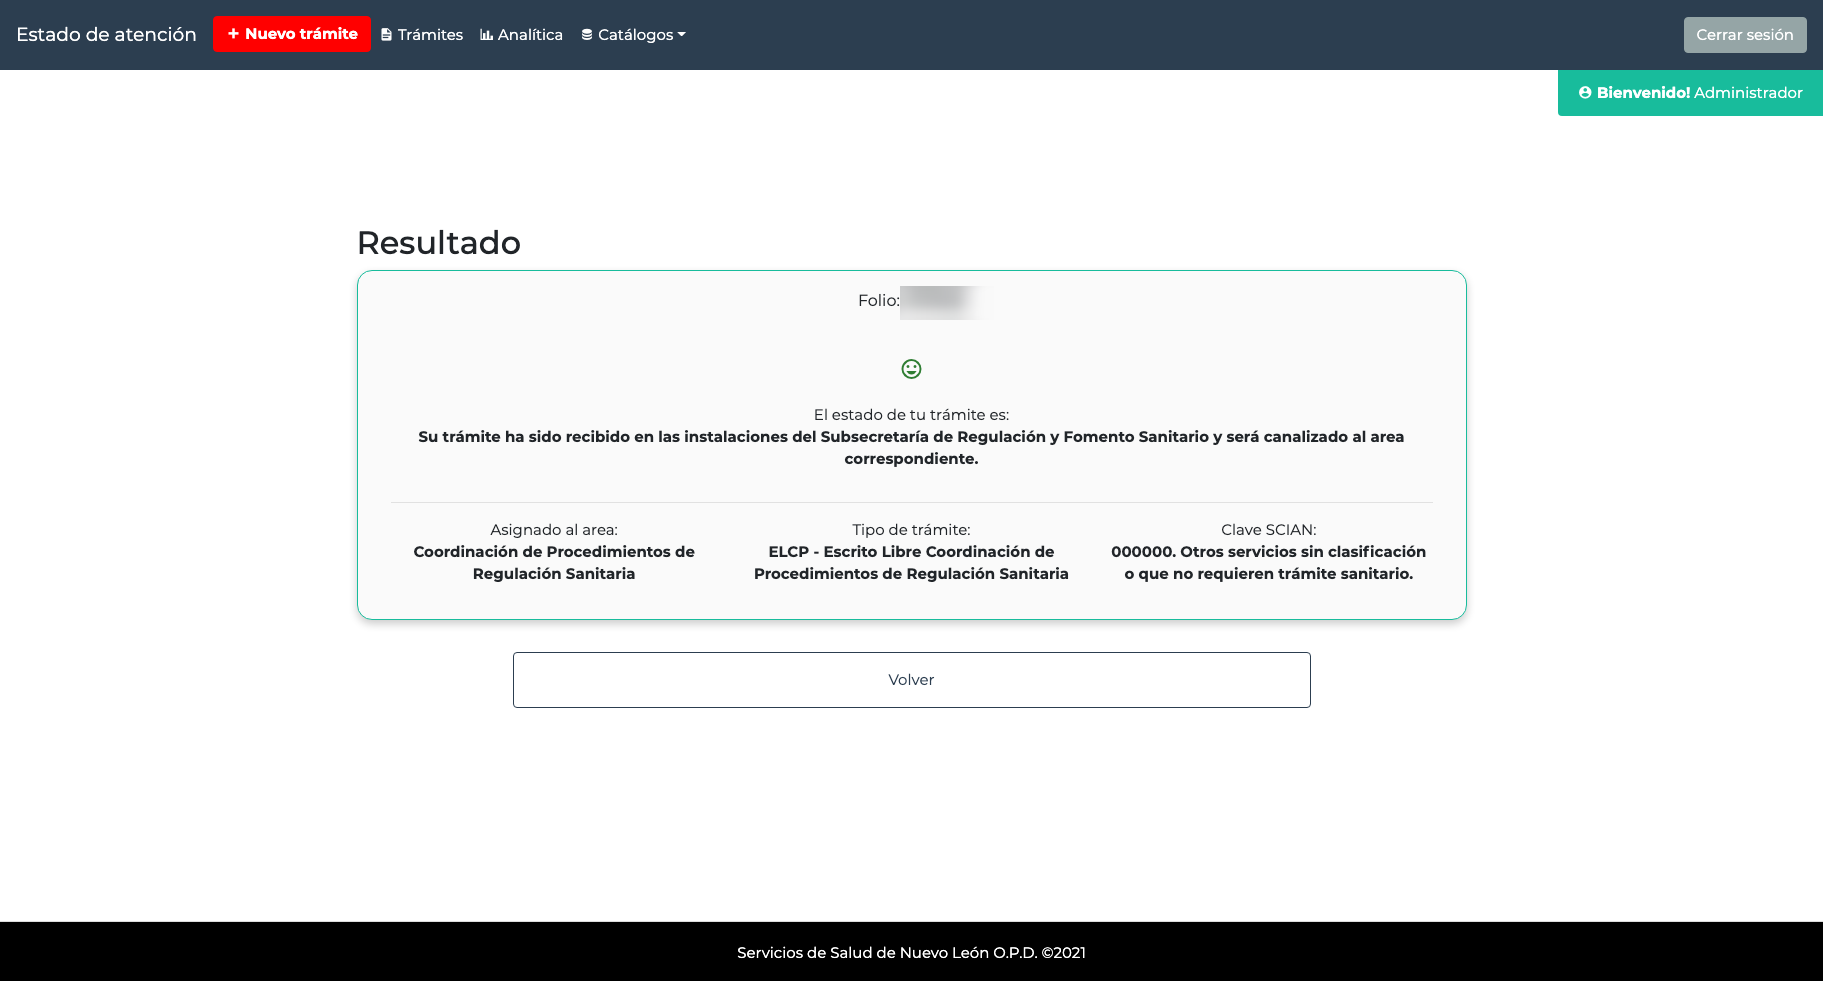 Estado de atención
Nuevo trámite
Trámites
Analítica
Catálogos
Cerrar sesión
Bienvenido! Administrador
Resultado
Folio:
El estado de tu trámite es:
Su trámite ha sido recibido en las instalaciones del Subsecretaría de Regulación y Fomento Sanitario y será canalizado al area
correspondiente.
Asignado al area:
Coordinación de Procedimientos de
Regulación Sanitaria
Tipo de trámite:
ELCP - Escrito Libre Coordinación de
Procedimientos de Regulación Sanitaria
Clave SCIAN:
000000. Otros servicios sin clasificación
o que no requieren trámite sanitario.
Volver
Servicios de Salud de Nuevo León O.P.D. ©2021